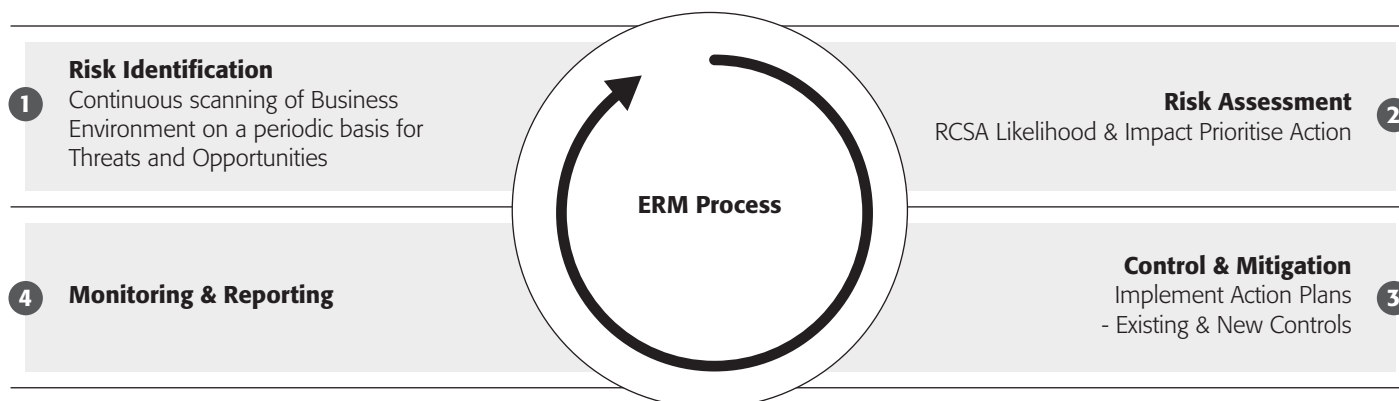 1
Risk Identification
Continuous scanning of Business
Environment on a periodic basis for
Threats and Opportunities
Risk Assessment
RCSA Likelihood & Impact Prioritise Action
2
ERM Process
4
Monitoring & Reporting
Control & Mitigation
Implement Action Plans
- Existing & New Controls
3